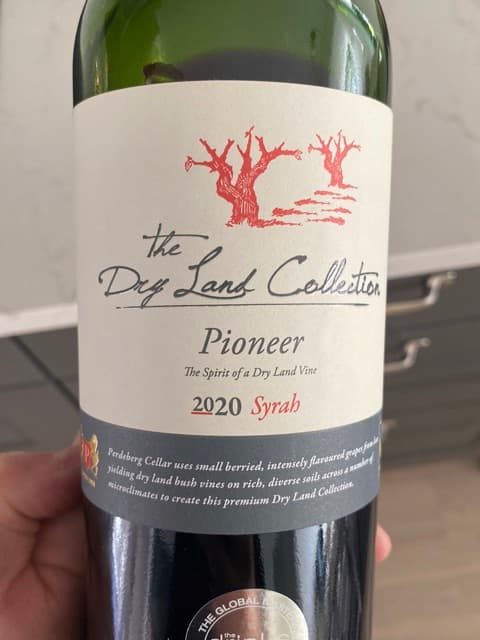 the
Dry Land Collection
Pioneer
The Spirit of a Dry Land Vine
2020 Syrah
Perdeberg Cellar uses small berried, intensely flavoured grapes from low
yielding dry land bush vines on rich, diverse soils across a number of
microclimates to create this premium Dry Land Collection.
THE GLOBAL
the